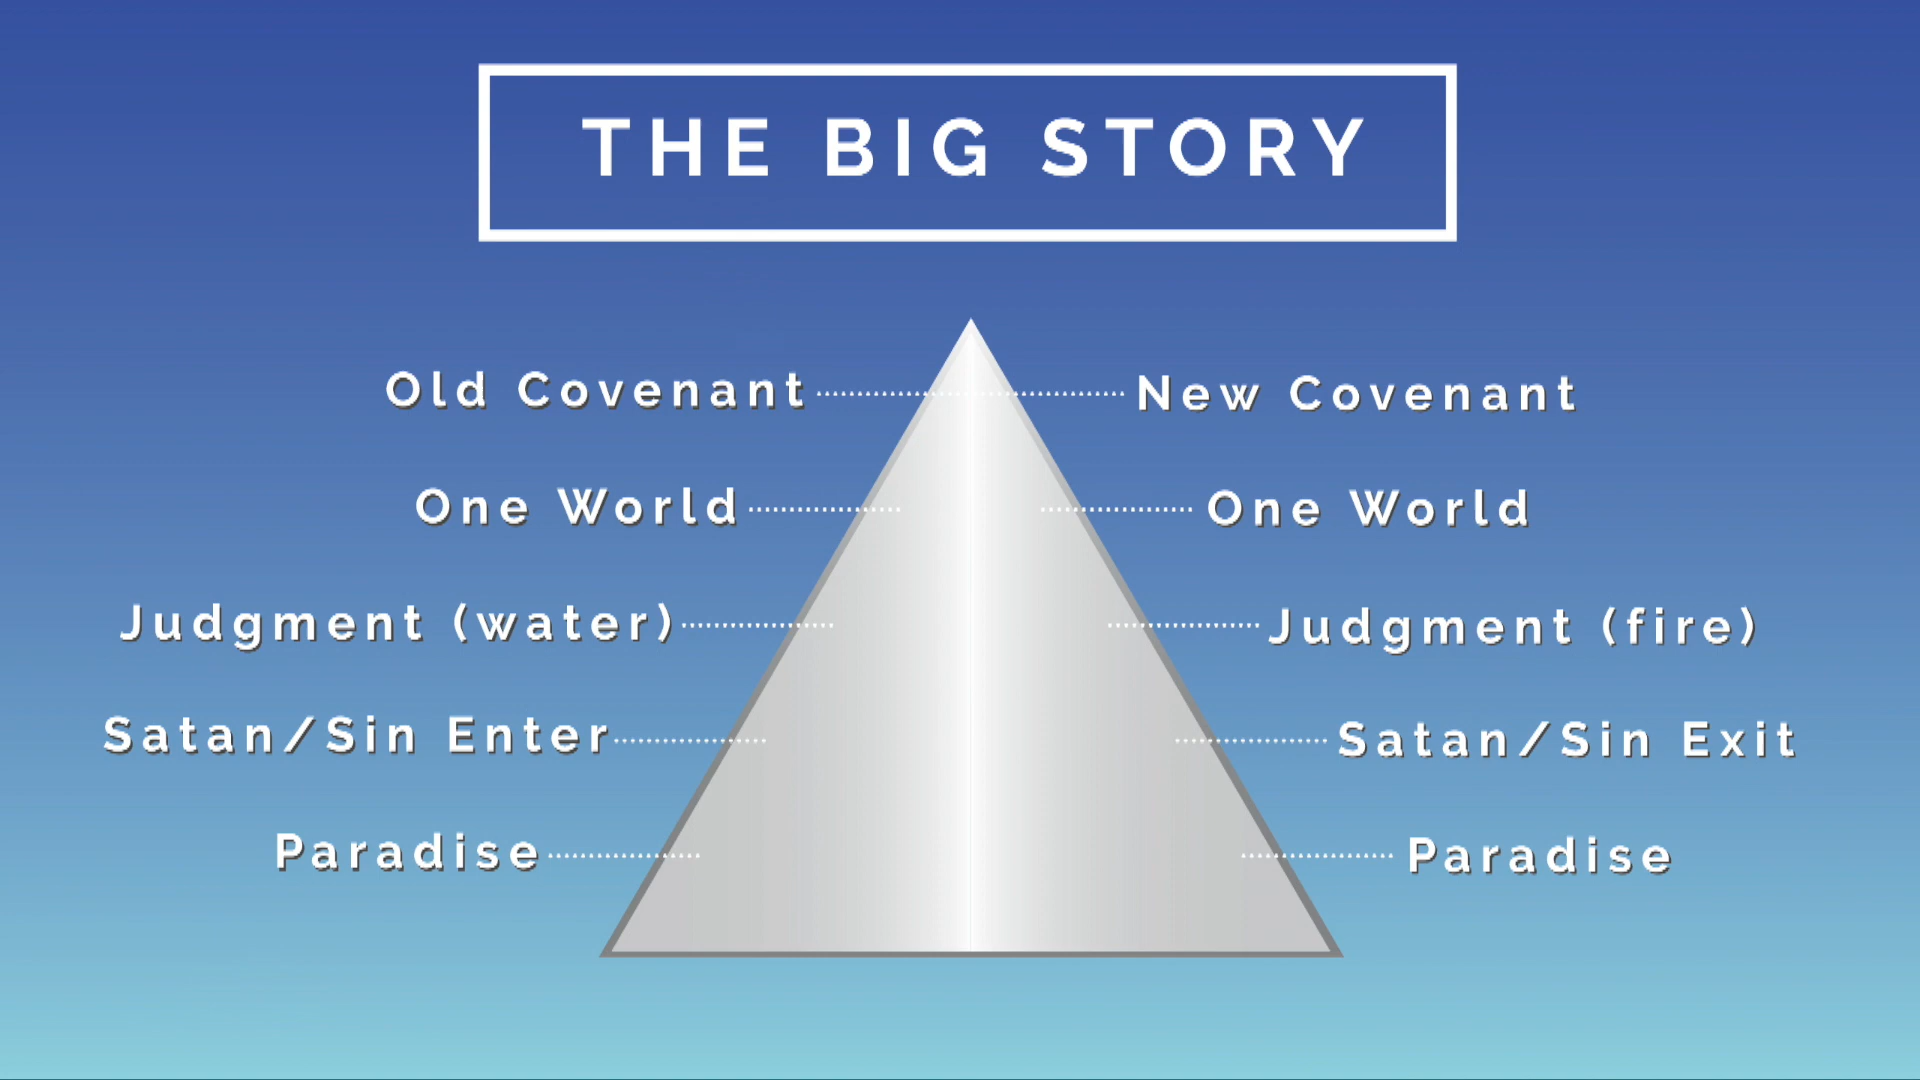 THE BIG STORY
Old Covenant
New Covenant
One World
One World
Judgment (water)
Judgment (fire)
Satan/Sin Enter
Satan/Sin Exit
Paradise
Paradise